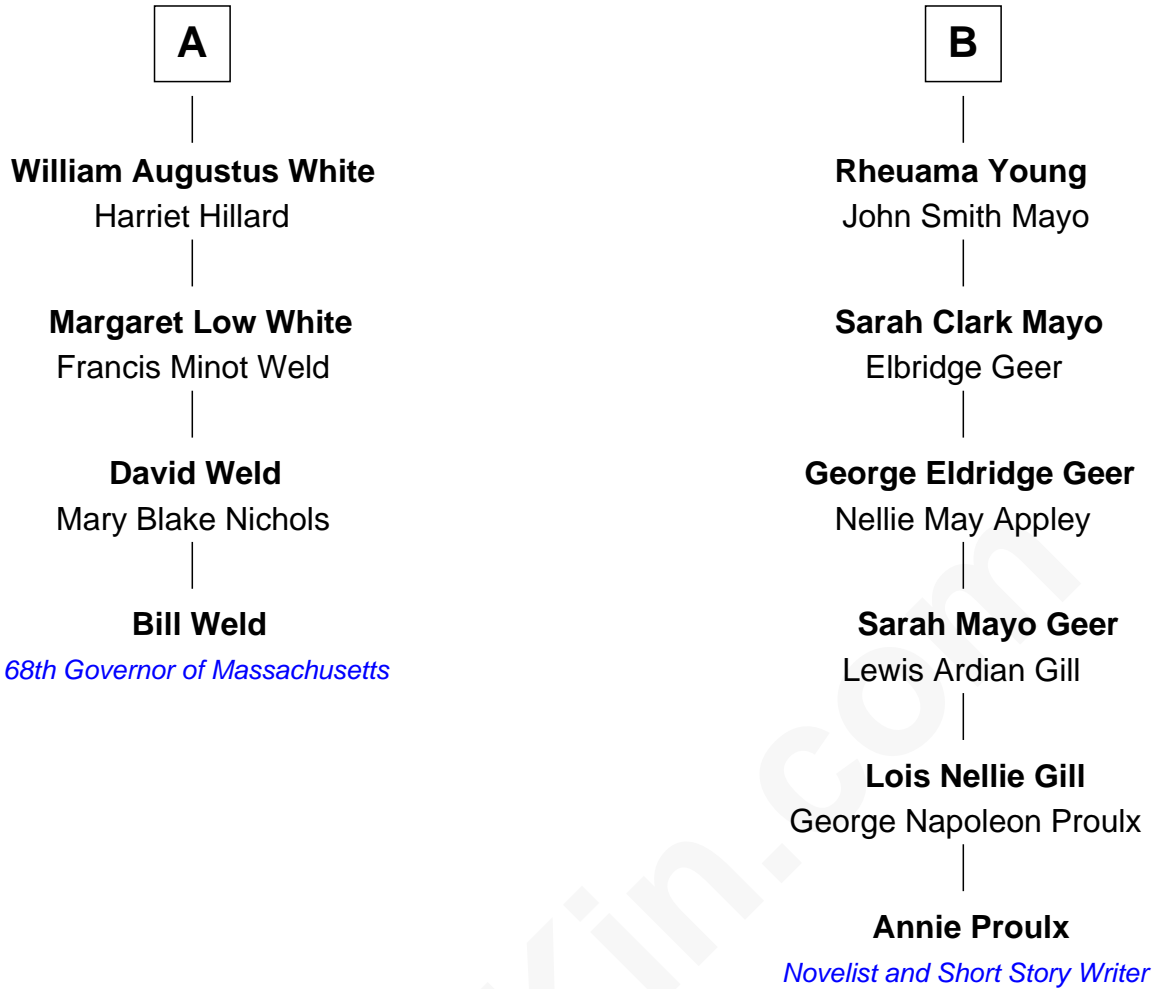 A
William Augustus White
Harriet Hillard
Margaret Low White
Francis Minot Weld
David Weld
Mary Blake Nichols
Bill Weld
68th Governor of Massachusetts
B
Rheuama Young
John Smith Mayo
Sarah Clark Mayo
Elbridge Geer
George Eldridge Geer
Nellie May Appley
Sarah Mayo Geer
Lewis Ardian Gill
Lois Nellie Gill
George Napoleon Proulx
Annie Proulx
Novelist and Short Story Writer
Kin.com